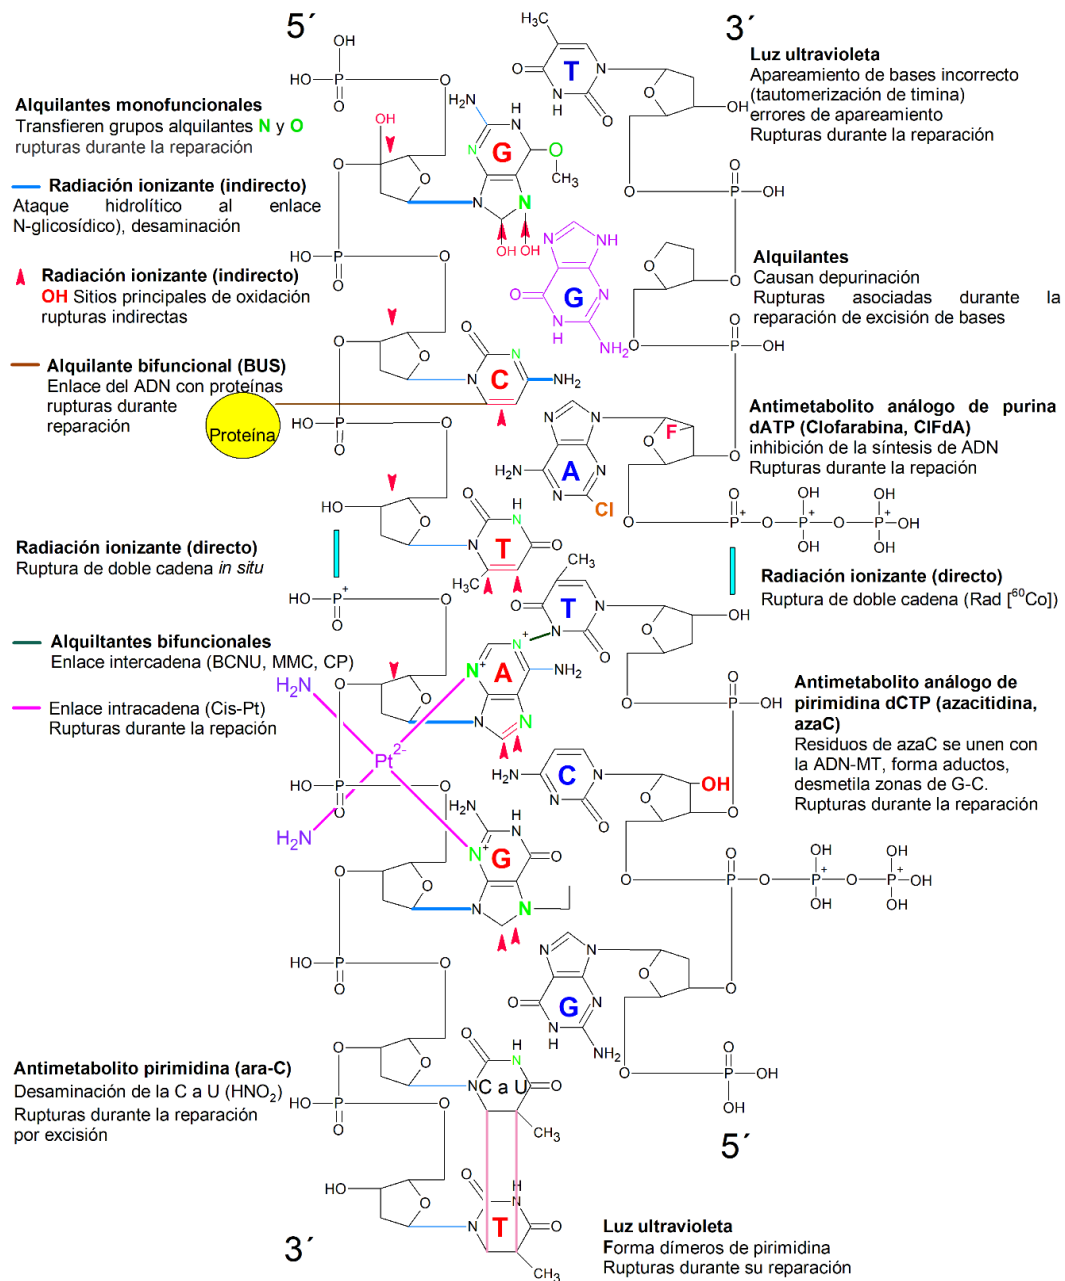 5´
3´
Alquilantes monofuncionales
Transfieren grupos alquilantes N y O
rupturas durante la reparación
Radiación ionizante (indirecto)
Ataque hidrolítico al enlace
N-glicosídico), desaminación
Radiación ionizante (indirecto)
OH Sitios principales de oxidación
rupturas indirectas
Alquilante bifuncional (BUS)
Enlace del ADN con proteínas
rupturas durante
reparación
Proteína
Radiación ionizante (directo)
Ruptura de doble cadena in situ
Alquiltantes bifuncionales
Enlace intercadena (BCNU, MMC, CP)
Enlace intracadena (Cis-Pt)
Rupturas durante la repación
Antimetabolito pirimidina (ara-C)
Desaminación de la C a U (HNO₂)
Rupturas durante la reparación
por excisión
3´
G
C
T
A
G
C a U
T
H₂N
Pt²⁻
H₂N
T
G
A
T
C
G
F
Cl
OH
Luz ultravioleta
Apareamiento de bases incorrecto
(tautomerización de timina)
errores de apareamiento
Rupturas durante la reparación
Alquilantes
Causan depurinación
Rupturas asociadas durante la
reparación de excisión de bases
Antimetabolito análogo de purina
dATP (Clofarabina, ClFdA)
inhibición de la síntesis de ADN
Rupturas durante la repación
Radiación ionizante (directo)
Ruptura de doble cadena (Rad [⁶⁰Co])
Antimetabolito análogo de
pirimidina dCTP (azacitidina,
azaC)
Residuos de azaC se unen con
la ADN-MT, forma aductos,
desmetila zonas de G-C.
Rupturas durante la reparación
5´
Luz ultravioleta
Forma dímeros de pirimidina
Rupturas durante su reparación